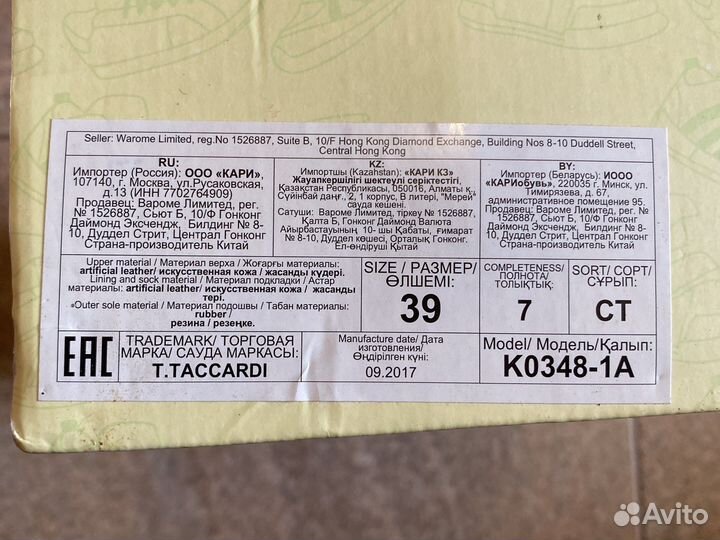 Seller: Warome Limited, reg.No 1526887, Suite B, 10/F Hong Kong Diamond Exchange, Building Nos 8-10 Duddell Street,
Central Hong Kong
RU:
Импортер (Россия): ООО «КАРИ»,
107140, г. Москва, ул.Русаковская,
д.13 (ИНН 7702764909)
Продавец: Вароме Лимитед, рег.№
1526887, Сьют Б, 10/Ф Гонконг
Даймонд Эксчендж, Билдинг № 8-
10, Дуддел Стрит, Централ Гонконг
Страна-производитель Китай
KZ:
Импортшы (Kazahstan): «КАРИ КЗ»
Жауапкершілігі шектеулі серіктестігі,
Қазақстан Республикасы, 050016, Алматы к.,
Сүйінбай даңғ., 2, 1 корпус, В литері, "Мерей"
сауда кешені.
Сатушы: Вароме Лимитед, тіркеу № 1526887,
Қалта Б, Гонконг Даймонд Валюта
Айырбастауының 10- шы Қабаты, ғимарат
№ 8-10, Дуддел көшесі, Орталық Гонконг.
Ел-өндіруші Қытай
BY:
Импортер (Беларусь): ИООО
«КАРИобувь», 220035 г. Минск, ул.
Тимирязева, д. 67,
административное помещение 95.
Продавец: Вароме Лимитед, рег №
1526887, Сьют Б, 10/Ф Гонконг
Даймонд Эксчендж, Билдинг № 8-
10, Дуддел Стрит, Централ Гонконг
Страна-производитель Китай
Upper material / Материал верха / Жоғарғы материалы:
artificial leather/ искусственная кожа / жасанды күдері.
Lining and sock material / Материал подкладки / Астар
материалы: artificial lether/ искусственная кожа / жасанды
тері.
Outer sole material / Материал подошвы / Табан материалы:
rubber /
резина / резеңке.
SIZE / РАЗМЕР/
ӨЛШЕМІ:
39
COMPLETENESS/
ПОЛНОТА/
ТОЛЫҚТЫҚ:
7
SORT/ СОРТ/
СҰРЫП:
СТ
EAC
TRADEMARK/ ТОРГОВАЯ
МАРКА/ САУДА МАРКАСЫ:
T.TACCARDI
Manufacture date/ Дата
изготовления/
Өндірілген күні:
09.2017
Model/ Модель/Қалып:
K0348-1A
Avito